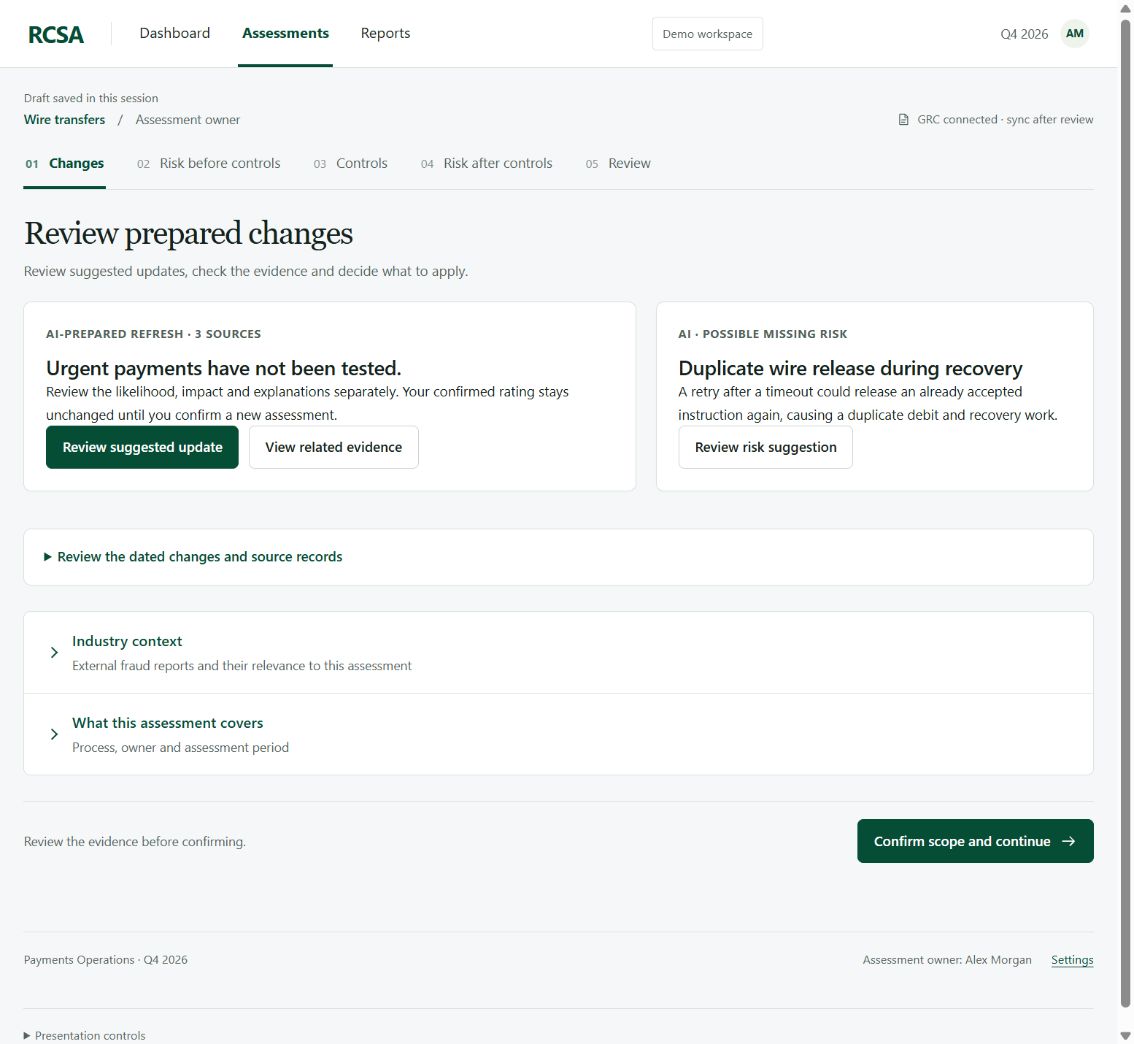 RCSA
Dashboard
Assessments
Reports
Demo workspace
Q4 2026
AM
Draft saved in this session
Wire transfers / Assessment owner
GRC connected · sync after review
01 Changes
02 Risk before controls
03 Controls
04 Risk after controls
05 Review
Review prepared changes
Review suggested updates, check the evidence and decide what to apply.
AI-PREPARED REFRESH · 3 SOURCES
Urgent payments have not been tested.
Review the likelihood, impact and explanations separately. Your confirmed rating stays
unchanged until you confirm a new assessment.
Review suggested update
View related evidence
AI · POSSIBLE MISSING RISK
Duplicate wire release during recovery
A retry after a timeout could release an already accepted
instruction again, causing a duplicate debit and recovery work.
Review risk suggestion
Review the dated changes and source records
Industry context
External fraud reports and their relevance to this assessment
What this assessment covers
Process, owner and assessment period
Review the evidence before confirming.
Confirm scope and continue
Payments Operations · Q4 2026
Assessment owner: Alex Morgan
Settings
Presentation controls